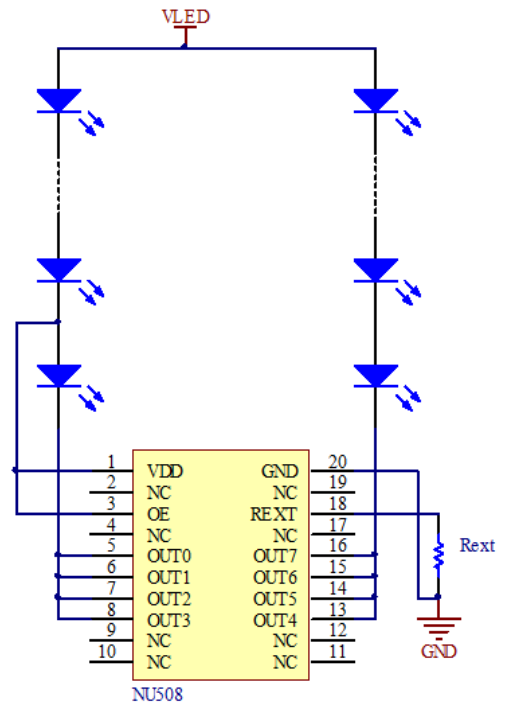 VLED
1 VDD GND 20
2 NC NC 19
3 OE REXT 18
4 NC NC 17
5 OUT0 OUT7 16
6 OUT1 OUT6 15
7 OUT2 OUT5 14
8 OUT3 OUT4 13
9 NC NC 12
10 NC NC 11
Rext
GND
NU508